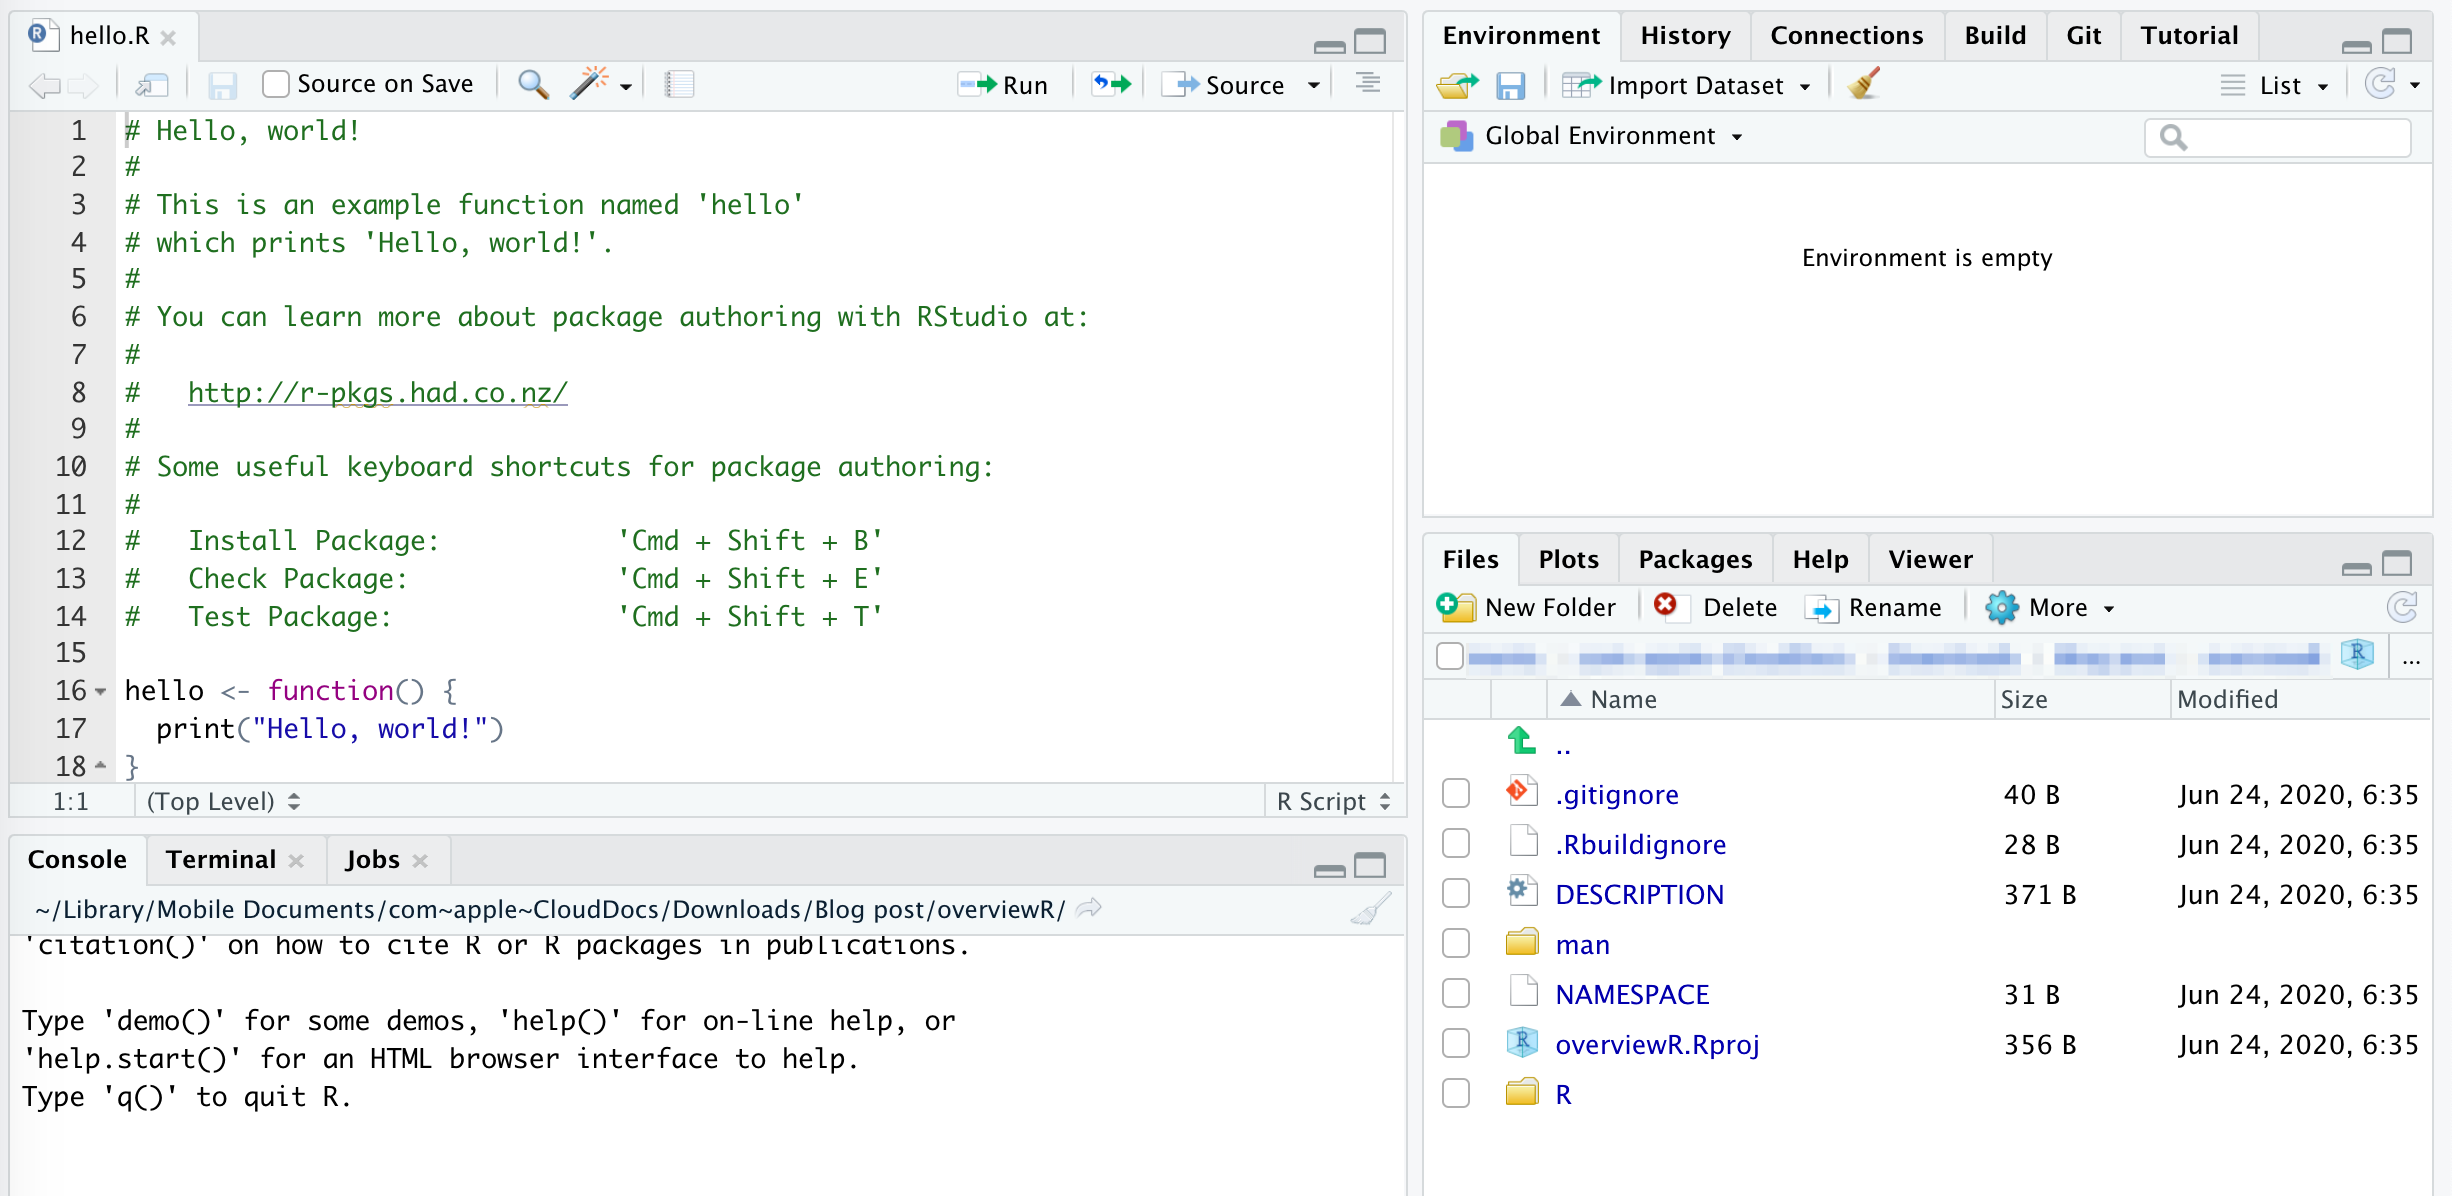 hello.R
Source on Save Run Source
1 # Hello, world!
2 #
3 # This is an example function named 'hello'
4 # which prints 'Hello, world!'.
5 #
6 # You can learn more about package authoring with RStudio at:
7 #
8 #   http://r-pkgs.had.co.nz/
9 #
10 # Some useful keyboard shortcuts for package authoring:
11 #
12 #   Install Package:           'Cmd + Shift + B'
13 #   Check Package:             'Cmd + Shift + E'
14 #   Test Package:              'Cmd + Shift + T'
15
16 hello <- function() {
17   print("Hello, world!")
18 }
1:1 (Top Level) R Script
Console Terminal Jobs
~/Library/Mobile Documents/com~apple~CloudDocs/Downloads/Blog post/overviewR/
'citation()' on how to cite R or R packages in publications.
Type 'demo()' for some demos, 'help()' for on-line help, or
'help.start()' for an HTML browser interface to help.
Type 'q()' to quit R.
Environment History Connections Build Git Tutorial
Import Dataset List
Global Environment
Environment is empty
Files Plots Packages Help Viewer
New Folder Delete Rename More
...
Name Size Modified
..
.gitignore 40 B Jun 24, 2020, 6:35
.Rbuildignore 28 B Jun 24, 2020, 6:35
DESCRIPTION 371 B Jun 24, 2020, 6:35
man
NAMESPACE 31 B Jun 24, 2020, 6:35
overviewR.Rproj 356 B Jun 24, 2020, 6:35
R